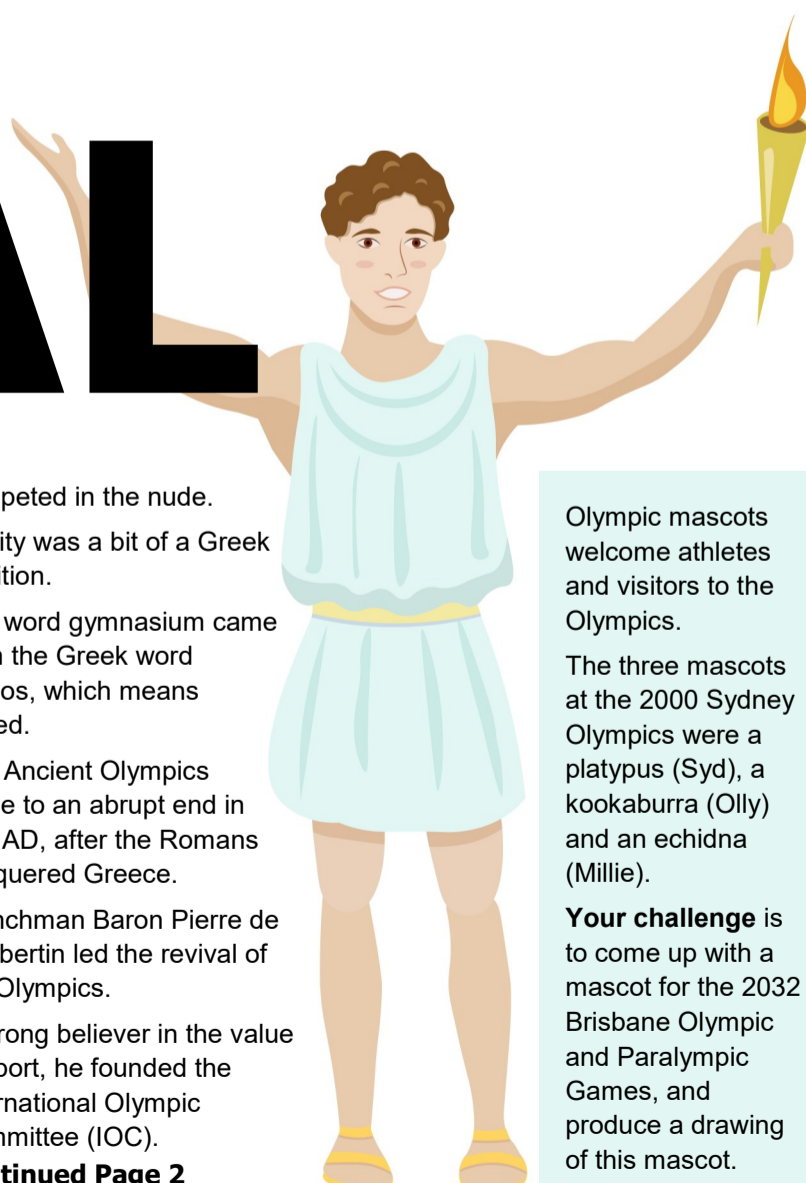 AL
peted in the nude.
ity was a bit of a Greek
ition.
word gymnasium came
the Greek word
os, which means
ed.
Ancient Olympics
e to an abrupt end in
AD, after the Romans
quered Greece.
nchman Baron Pierre de
bertin led the revival of
Olympics.
rong believer in the value
port, he founded the
rnational Olympic
mmittee (IOC).
tinued Page 2
Olympic mascots
welcome athletes
and visitors to the
Olympics.
The three mascots
at the 2000 Sydney
Olympics were a
platypus (Syd), a
kookaburra (Olly)
and an echidna
(Millie).
Your challenge is
to come up with a
mascot for the 2032
Brisbane Olympic
and Paralympic
Games, and
produce a drawing
of this mascot.